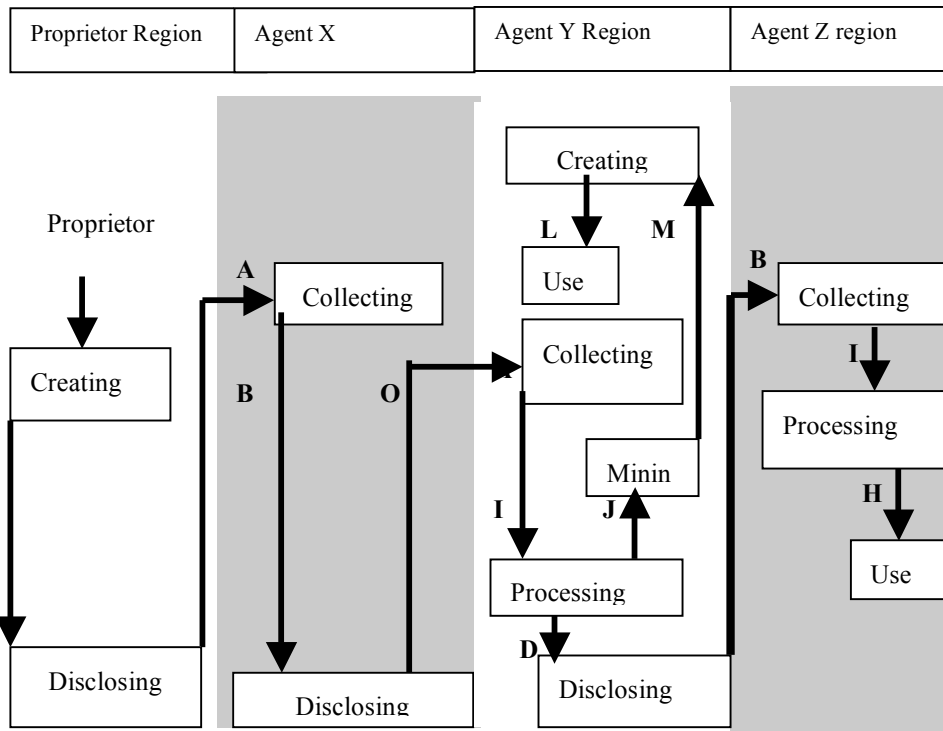 Proprietor Region
Agent X
Agent Y Region
Agent Z region
Proprietor
Creating
Disclosing
A
Collecting
B
O
Disclosing
Creating
L
M
Use
Collecting
Minin
I
J
Processing
D
Disclosing
B
Collecting
I
Processing
H
Use